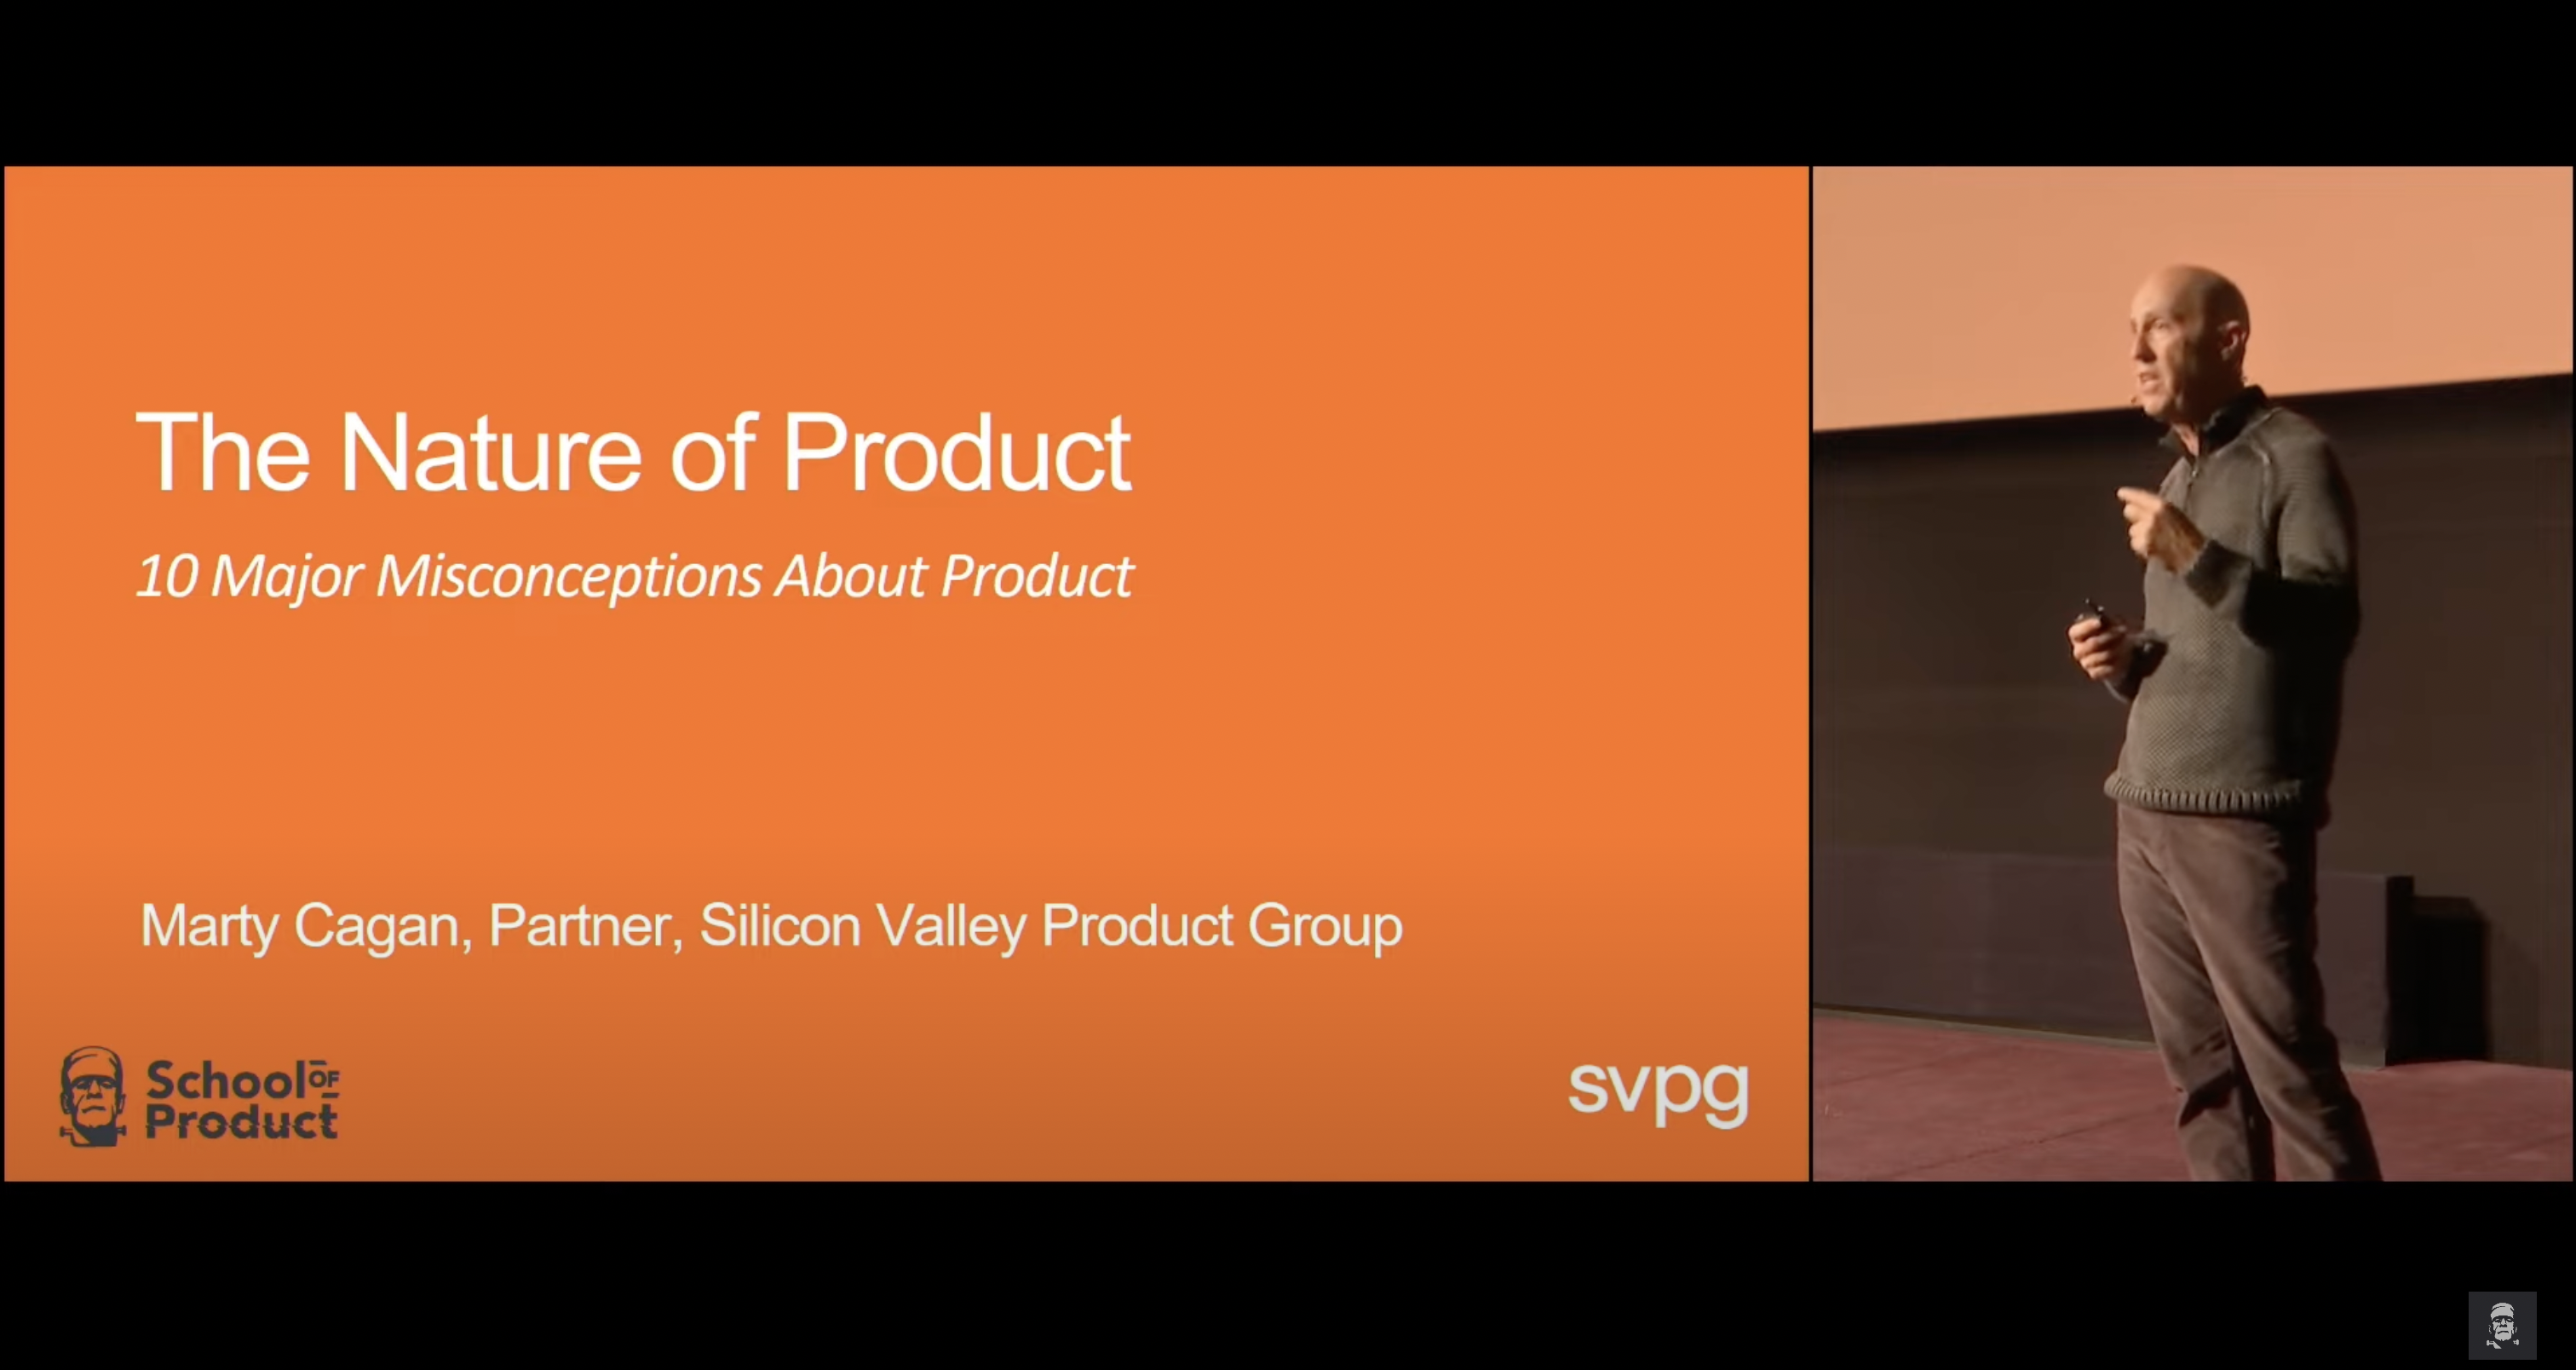 The Nature of Product
10 Major Misconceptions About Product
Marty Cagan, Partner, Silicon Valley Product Group
School OF
Product
svpg